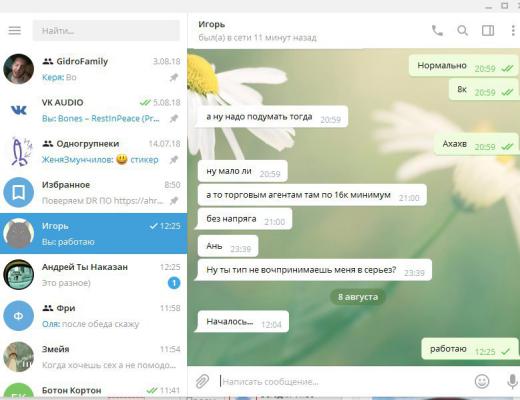 Найти...
GidroFamily 3.08.18
Керя: Во
VK AUDIO 5.08.18
Вы: Bones – RestInPeace (Pr...
Одногрупнеки 14.07.18
ЖеняЗмунчилов: 😃 стикер
Избранное 8:50
Поверяем DR ПО https://ahr...
Игорь 12:25
Вы: работаю
Андрей Ты Наказан 12:25
Это разное) 1
Ф
Фри 11:58
Оля: после обеда скажу
Змейя 11:54
Когда хочешь сех а не помодо...
БК
Ботон Кортон 11:41
Игорь
был(а) в сети 11 минут назад
Нормально 20:59
8к 20:59
а ну надо подумать тогда 20:59
Ахахв 20:59
ну мало ли 20:59
а то торговым агентам там по 16к минимум 21:00
без напряга 21:00
Ань 23:39
Ну ты тип не вочпринимаешь меня в серьез? 23:39
8 августа
Началось... 12:04
работаю 12:25
Написать сообщение...